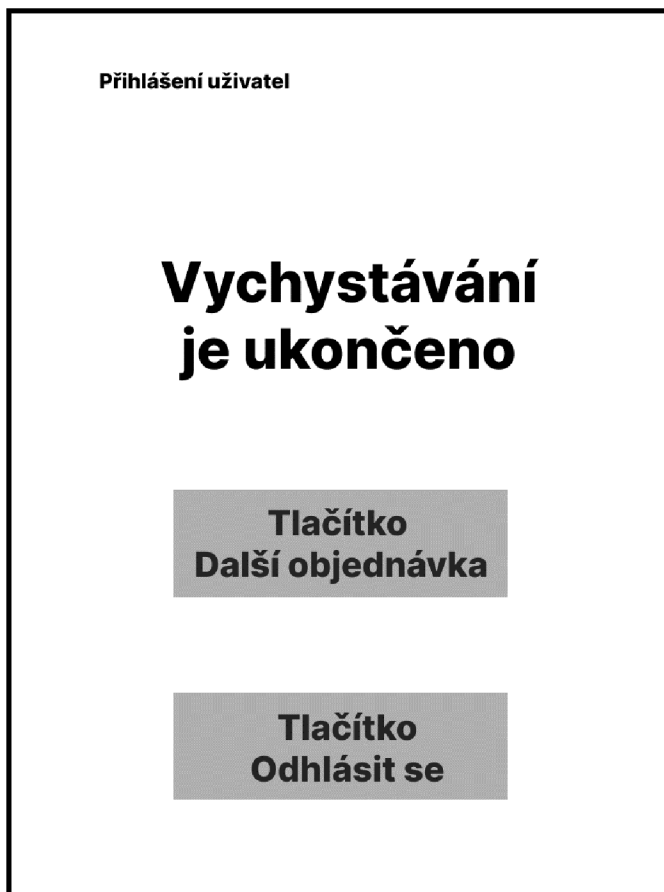 Přihlášení uživatel
Vychystávání
je ukončeno
Tlačítko
Další objednávka
Tlačítko
Odhlásit se